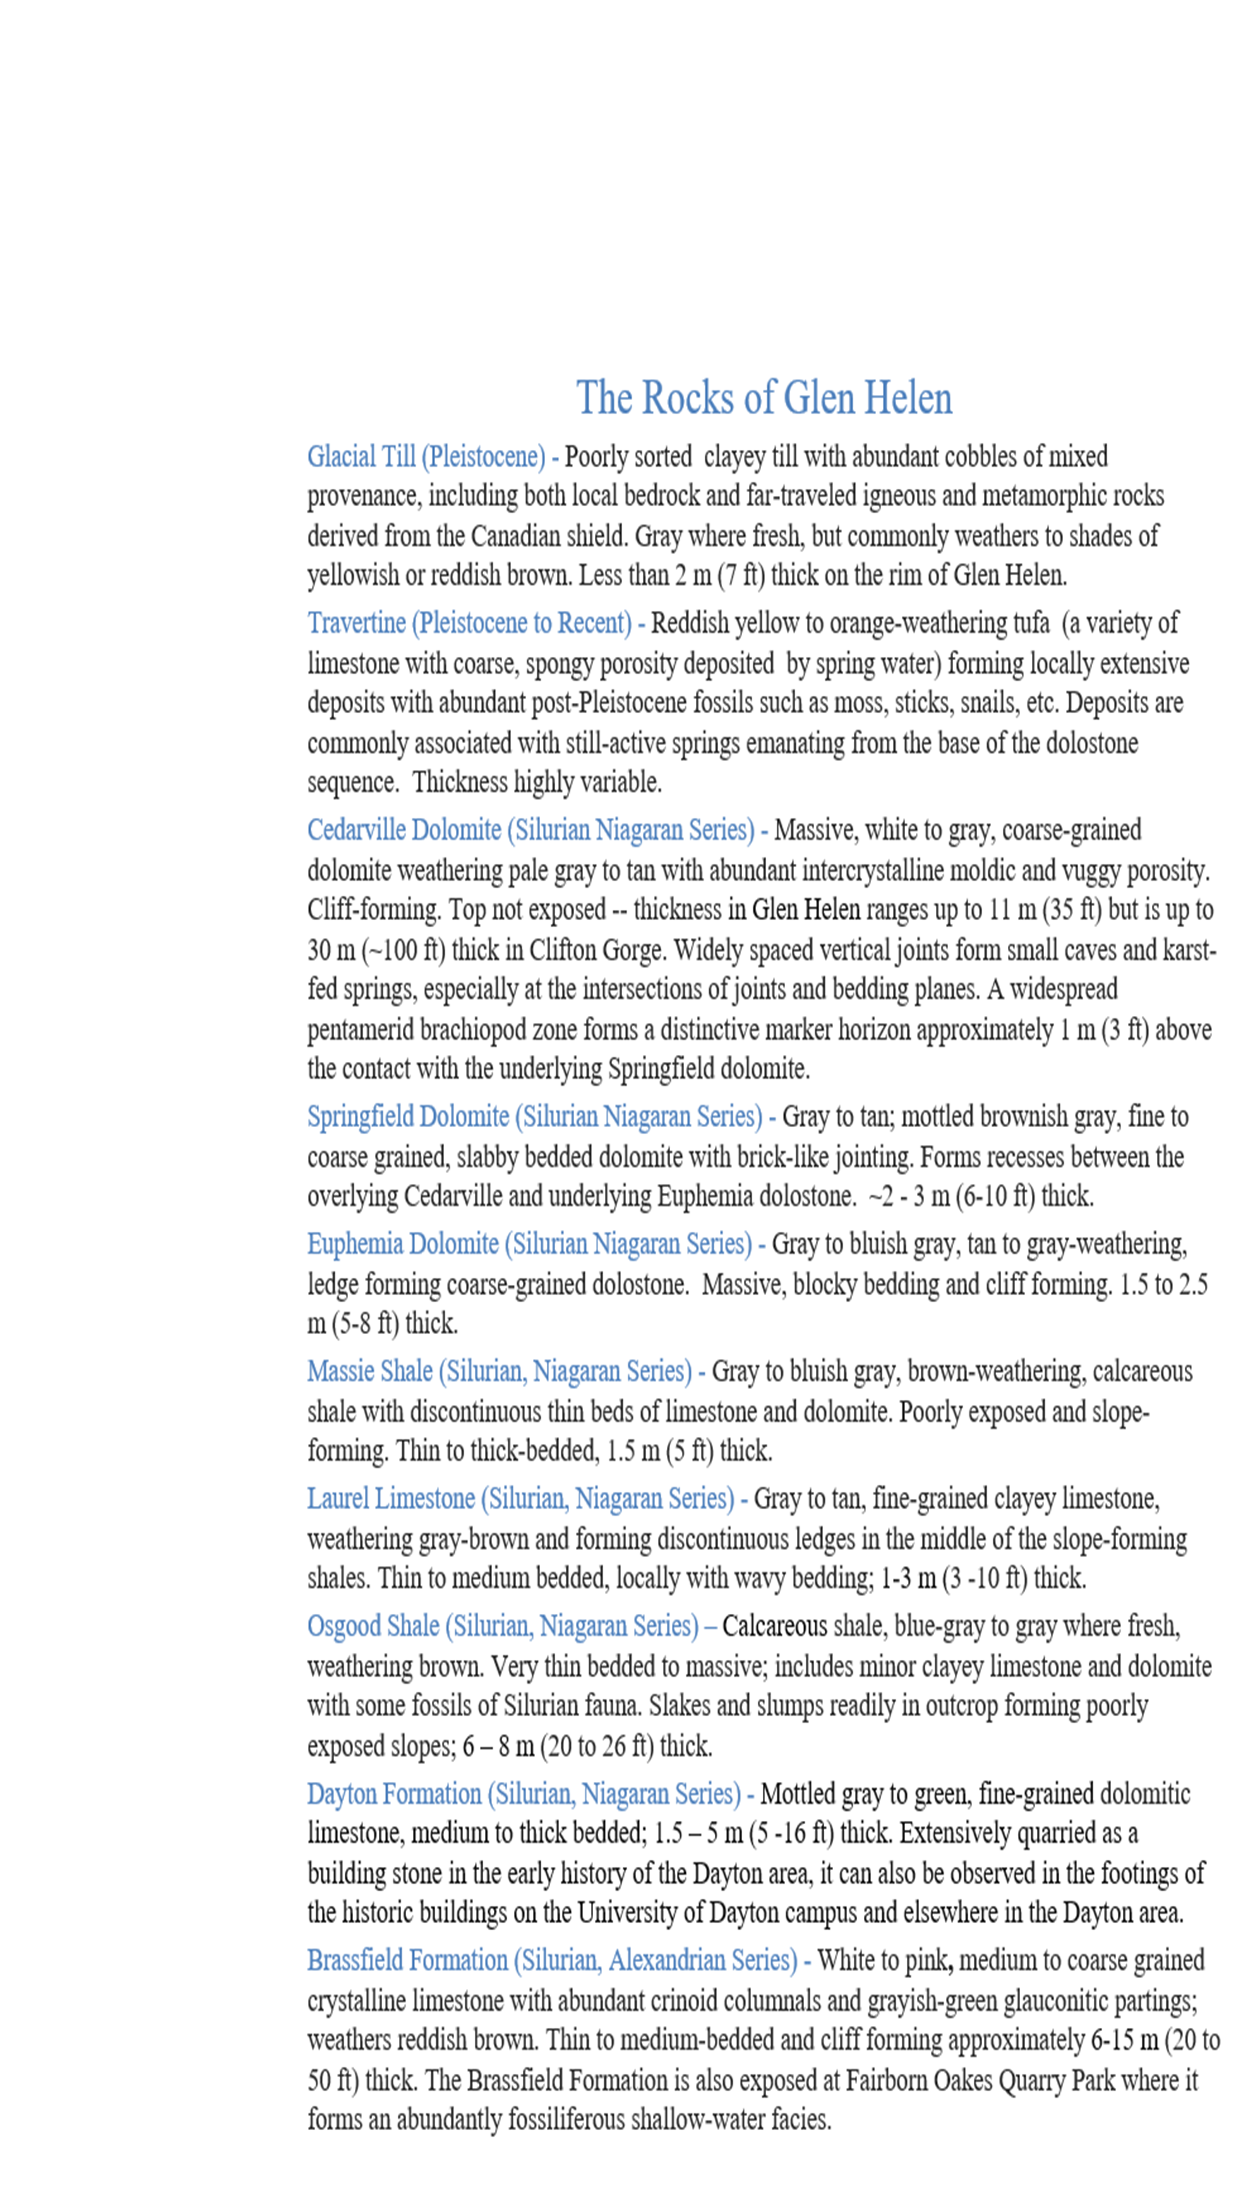 The Rocks of Glen Helen
Glacial Till (Pleistocene) - Poorly sorted  clayey till with abundant cobbles of mixed
provenance, including both local bedrock and far-traveled igneous and metamorphic rocks
derived from the Canadian shield. Gray where fresh, but commonly weathers to shades of
yellowish or reddish brown. Less than 2 m (7 ft) thick on the rim of Glen Helen.
Travertine (Pleistocene to Recent) - Reddish yellow to orange-weathering tufa  (a variety of
limestone with coarse, spongy porosity deposited  by spring water) forming locally extensive
deposits with abundant post-Pleistocene fossils such as moss, sticks, snails, etc. Deposits are
commonly associated with still-active springs emanating from the base of the dolostone
sequence.  Thickness highly variable.
Cedarville Dolomite (Silurian Niagaran Series) - Massive, white to gray, coarse-grained
dolomite weathering pale gray to tan with abundant intercrystalline moldic and vuggy porosity.
Cliff-forming. Top not exposed -- thickness in Glen Helen ranges up to 11 m (35 ft) but is up to
30 m (~100 ft) thick in Clifton Gorge. Widely spaced vertical joints form small caves and karst-
fed springs, especially at the intersections of joints and bedding planes. A widespread
pentamerid brachiopod zone forms a distinctive marker horizon approximately 1 m (3 ft) above
the contact with the underlying Springfield dolomite.
Springfield Dolomite (Silurian Niagaran Series) - Gray to tan; mottled brownish gray, fine to
coarse grained, slabby bedded dolomite with brick-like jointing. Forms recesses between the
overlying Cedarville and underlying Euphemia dolostone.  ~2 - 3 m (6-10 ft) thick.
Euphemia Dolomite (Silurian Niagaran Series) - Gray to bluish gray, tan to gray-weathering,
ledge forming coarse-grained dolostone.  Massive, blocky bedding and cliff forming. 1.5 to 2.5
m (5-8 ft) thick.
Massie Shale (Silurian, Niagaran Series) - Gray to bluish gray, brown-weathering, calcareous
shale with discontinuous thin beds of limestone and dolomite. Poorly exposed and slope-
forming. Thin to thick-bedded, 1.5 m (5 ft) thick.
Laurel Limestone (Silurian, Niagaran Series) - Gray to tan, fine-grained clayey limestone,
weathering gray-brown and forming discontinuous ledges in the middle of the slope-forming
shales. Thin to medium bedded, locally with wavy bedding; 1-3 m (3 -10 ft) thick.
Osgood Shale (Silurian, Niagaran Series) – Calcareous shale, blue-gray to gray where fresh,
weathering brown. Very thin bedded to massive; includes minor clayey limestone and dolomite
with some fossils of Silurian fauna. Slakes and slumps readily in outcrop forming poorly
exposed slopes; 6 – 8 m (20 to 26 ft) thick.
Dayton Formation (Silurian, Niagaran Series) - Mottled gray to green, fine-grained dolomitic
limestone, medium to thick bedded; 1.5 – 5 m (5 -16 ft) thick. Extensively quarried as a
building stone in the early history of the Dayton area, it can also be observed in the footings of
the historic buildings on the University of Dayton campus and elsewhere in the Dayton area.
Brassfield Formation (Silurian, Alexandrian Series) - White to pink, medium to coarse grained
crystalline limestone with abundant crinoid columnals and grayish-green glauconitic partings;
weathers reddish brown. Thin to medium-bedded and cliff forming approximately 6-15 m (20 to
50 ft) thick. The Brassfield Formation is also exposed at Fairborn Oakes Quarry Park where it
forms an abundantly fossiliferous shallow-water facies.